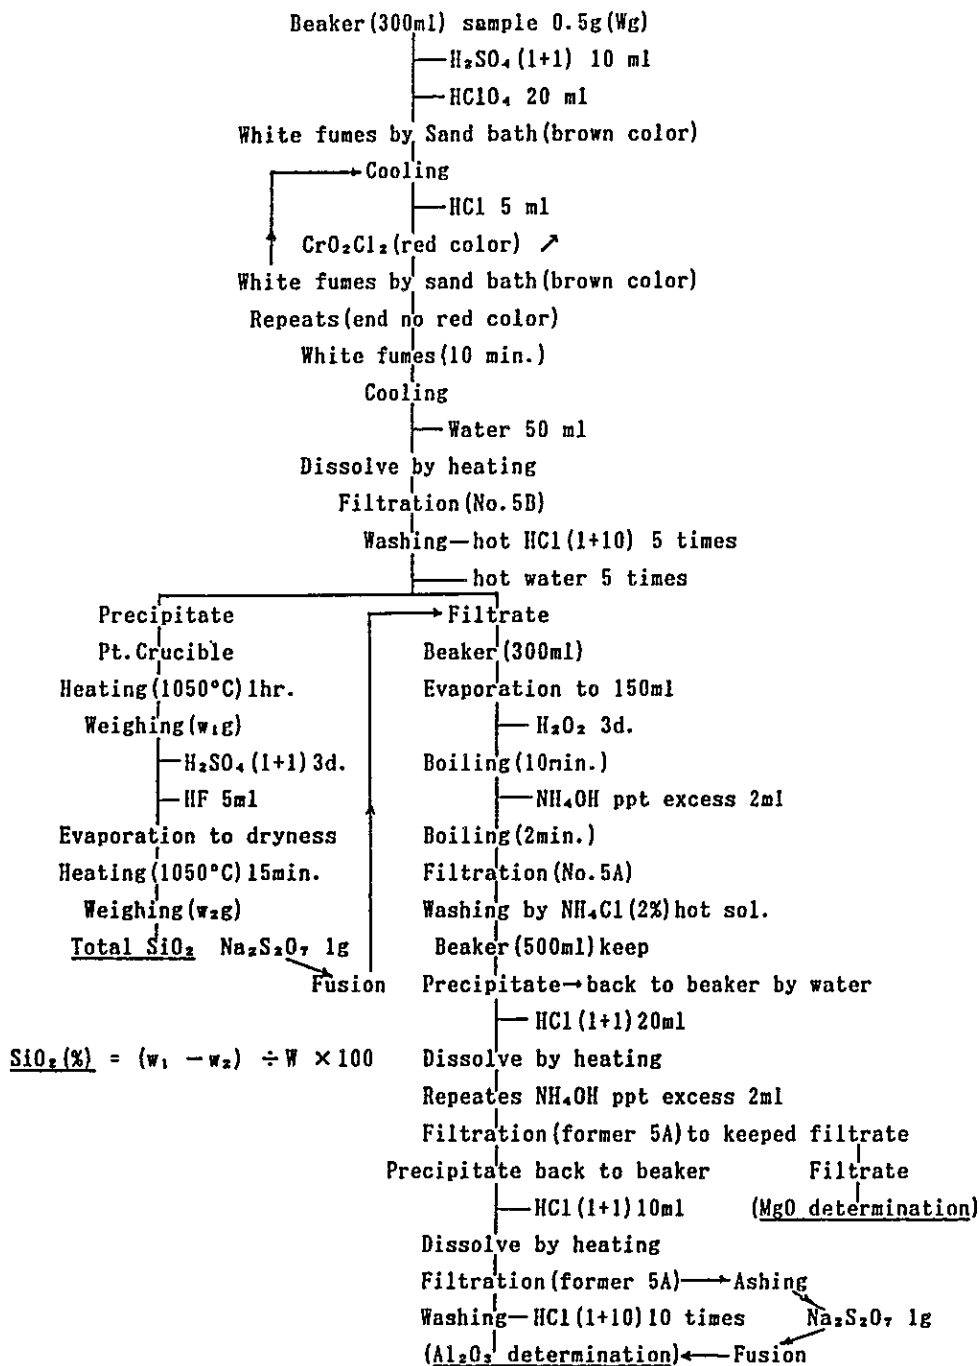 Beaker(300ml) sample 0.5g(Wg)
H₂SO₄(1+1) 10 ml
HClO₄ 20 ml
White fumes by Sand bath(brown color)
Cooling
HCl 5 ml
CrO₂Cl₂(red color) ↗
White fumes by sand bath(brown color)
Repeats(end no red color)
White fumes(10 min.)
Cooling
Water 50 ml
Dissolve by heating
Filtration(No.5B)
Washing—hot HCl(1+10) 5 times
hot water 5 times
Precipitate
Pt.Crucible
Heating(1050°C)1hr.
Weighing(w₁g)
H₂SO₄(1+1)3d.
HF 5ml
Evaporation to dryness
Heating(1050°C)15min.
Weighing(w₂g)
Total SiO₂ Na₂S₂O₇ 1g
Fusion
SiO₂(%) = (w₁ −w₂) ÷W ×100
Filtrate
Beaker(300ml)
Evaporation to 150ml
H₂O₂ 3d.
Boiling(10min.)
NH₄OH ppt excess 2ml
Boiling(2min.)
Filtration(No.5A)
Washing by NH₄Cl(2%)hot sol.
Beaker(500ml)keep
Precipitate→back to beaker by water
HCl(1+1)20ml
Dissolve by heating
Repeates NH₄OH ppt excess 2ml
Filtration(former 5A)to keeped filtrate
Precipitate back to beaker Filtrate
HCl(1+1)10ml (MgO determination)
Dissolve by heating
Filtration(former 5A)→Ashing
Washing—HCl(1+10)10 times Na₂S₂O₇ 1g
(Al₂O₃ determination)←Fusion